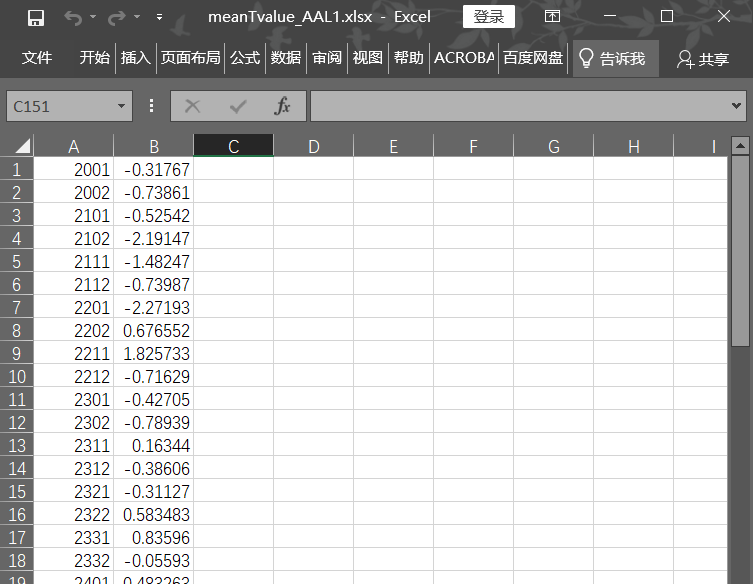 meanTvalue_AAL1.xlsx - Excel 登录
文件 开始 插入 页面布局 公式 数据 审阅 视图 帮助 ACROBA 百度网盘 告诉我 共享
C151 fx
A B C D E F G H I
1 2001 -0.31767
2 2002 -0.73861
3 2101 -0.52542
4 2102 -2.19147
5 2111 -1.48247
6 2112 -0.73987
7 2201 -2.27193
8 2202 0.676552
9 2211 1.825733
10 2212 -0.71629
11 2301 -0.42705
12 2302 -0.78939
13 2311 0.16344
14 2312 -0.38606
15 2321 -0.31127
16 2322 0.583483
17 2331 0.83596
18 2332 -0.05593
19 2401 0.483263